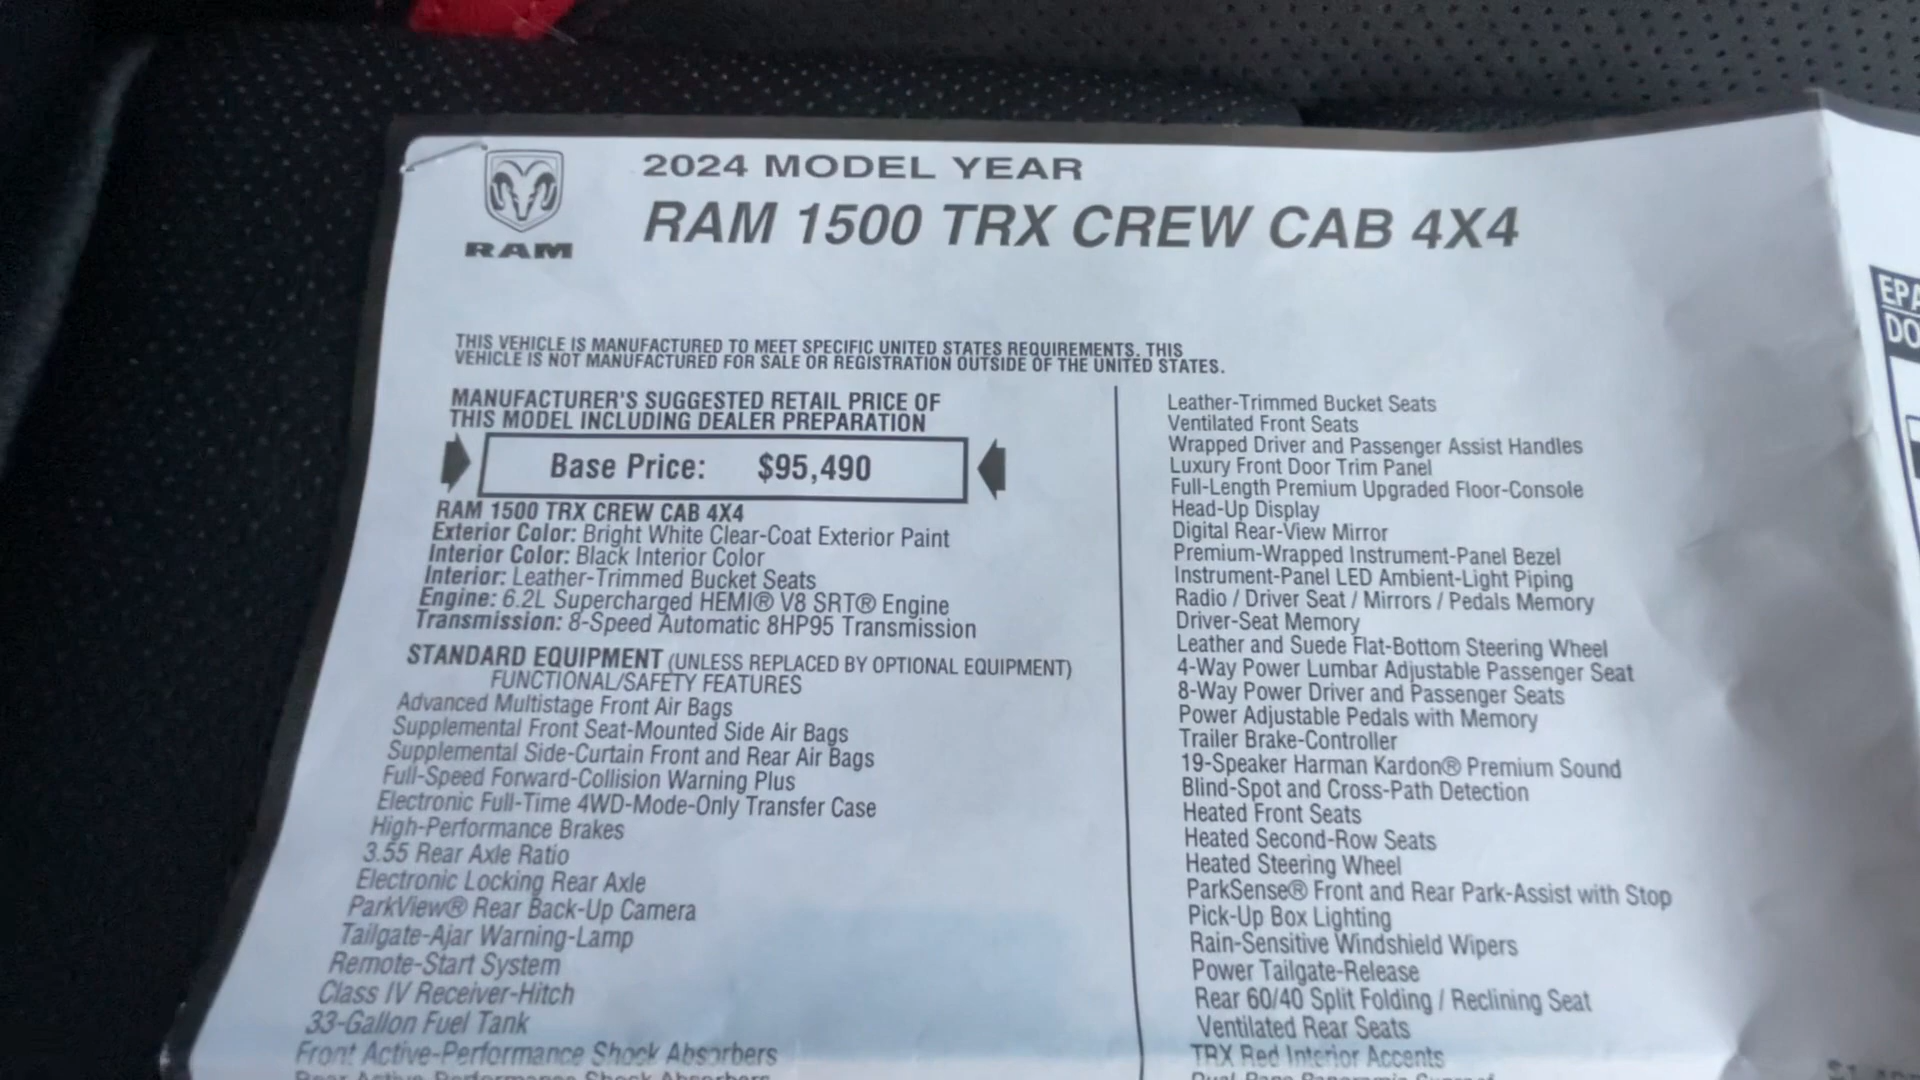 RAM
2024 MODEL YEAR
RAM 1500 TRX CREW CAB 4X4
THIS VEHICLE IS MANUFACTURED TO MEET SPECIFIC UNITED STATES REQUIREMENTS. THIS
VEHICLE IS NOT MANUFACTURED FOR SALE OR REGISTRATION OUTSIDE OF THE UNITED STATES.
MANUFACTURER'S SUGGESTED RETAIL PRICE OF
THIS MODEL INCLUDING DEALER PREPARATION
Base Price: $95,490
RAM 1500 TRX CREW CAB 4X4
Exterior Color: Bright White Clear-Coat Exterior Paint
Interior Color: Black Interior Color
Interior: Leather-Trimmed Bucket Seats
Engine: 6.2L Supercharged HEMI® V8 SRT® Engine
Transmission: 8-Speed Automatic 8HP95 Transmission
STANDARD EQUIPMENT (UNLESS REPLACED BY OPTIONAL EQUIPMENT)
FUNCTIONAL/SAFETY FEATURES
Advanced Multistage Front Air Bags
Supplemental Front Seat-Mounted Side Air Bags
Supplemental Side-Curtain Front and Rear Air Bags
Full-Speed Forward-Collision Warning Plus
Electronic Full-Time 4WD-Mode-Only Transfer Case
High-Performance Brakes
3.55 Rear Axle Ratio
Electronic Locking Rear Axle
ParkView® Rear Back-Up Camera
Tailgate-Ajar Warning-Lamp
Remote-Start System
Class IV Receiver-Hitch
33-Gallon Fuel Tank
Front Active-Performance Shock Absorbers
Rear Active-Performance Shock Absorbers
Leather-Trimmed Bucket Seats
Ventilated Front Seats
Wrapped Driver and Passenger Assist Handles
Luxury Front Door Trim Panel
Full-Length Premium Upgraded Floor-Console
Head-Up Display
Digital Rear-View Mirror
Premium-Wrapped Instrument-Panel Bezel
Instrument-Panel LED Ambient-Light Piping
Radio / Driver Seat / Mirrors / Pedals Memory
Driver-Seat Memory
Leather and Suede Flat-Bottom Steering Wheel
4-Way Power Lumbar Adjustable Passenger Seat
8-Way Power Driver and Passenger Seats
Power Adjustable Pedals with Memory
Trailer Brake-Controller
19-Speaker Harman Kardon® Premium Sound
Blind-Spot and Cross-Path Detection
Heated Front Seats
Heated Second-Row Seats
Heated Steering Wheel
ParkSense® Front and Rear Park-Assist with Stop
Pick-Up Box Lighting
Rain-Sensitive Windshield Wipers
Power Tailgate-Release
Rear 60/40 Split Folding / Reclining Seat
Ventilated Rear Seats
TRX Red Interior Accents
EPA
DO